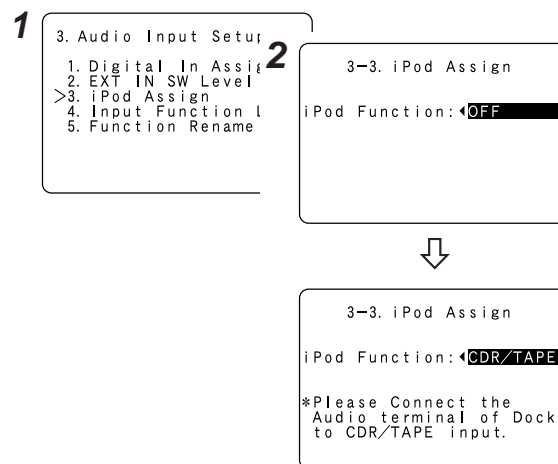 1
3. Audio Input Setup
1. Digital In Assig
2. EXT IN SW Level
>3. iPod Assign
4. Input Function L
5. Function Rename
2
3-3. iPod Assign
iPod Function:◀OFF
3-3. iPod Assign
iPod Function:◀CDR/TAPE
*Please Connect the
Audio terminal of Dock
to CDR/TAPE input.